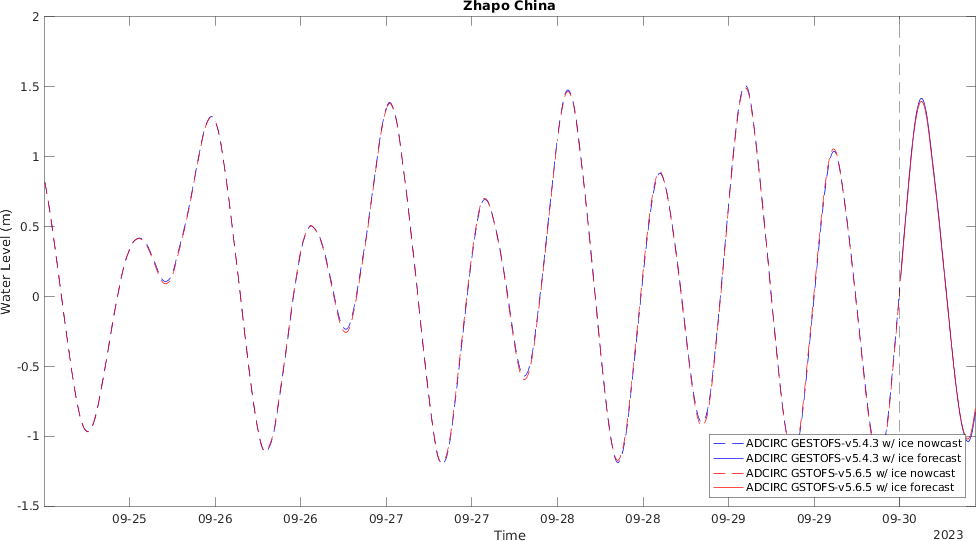 Zhapo China
2
1.5
1
0.5
0
-0.5
-1
-1.5
Water Level (m)
ADCIRC GESTOFS-v5.4.3 w/ ice nowcast
ADCIRC GESTOFS-v5.4.3 w/ ice forecast
ADCIRC GSTOFS-v5.6.5 w/ ice nowcast
ADCIRC GSTOFS-v5.6.5 w/ ice forecast
09-25 09-26 09-26 09-27 09-27 09-28 09-28 09-29 09-29 09-30
Time
2023